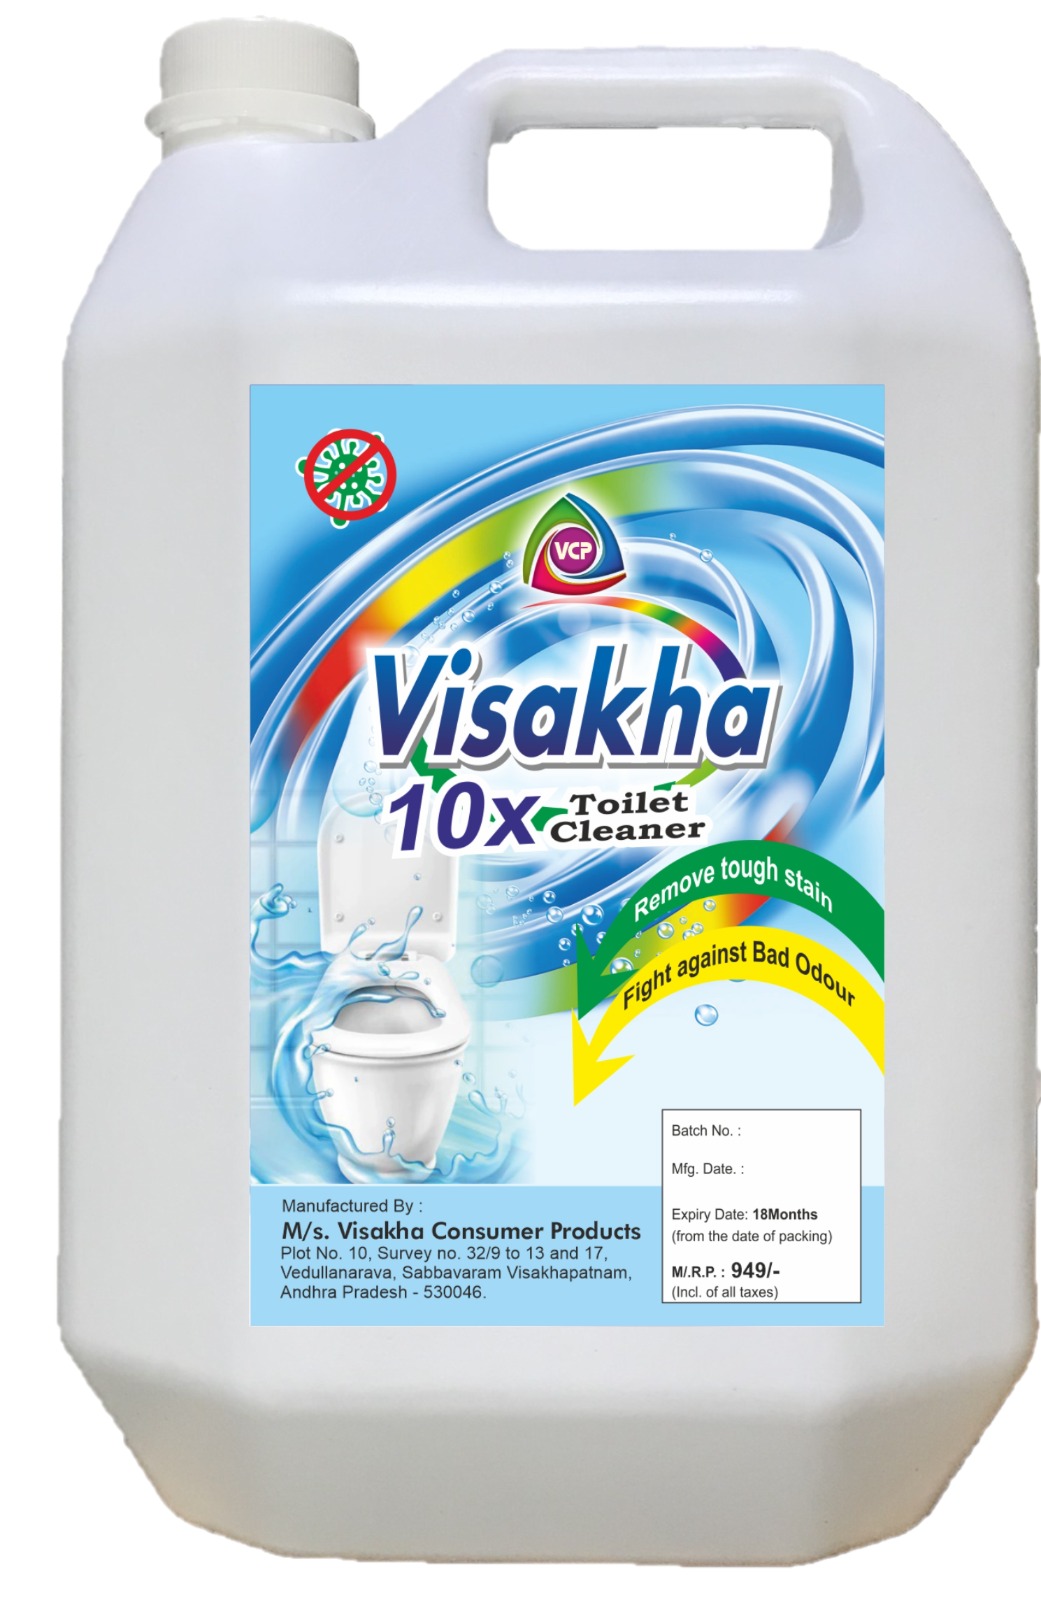 VCP
Visakha
10x Toilet
Cleaner
Remove tough stain
Fight against Bad Odour
Batch No. :
Mfg. Date. :
Expiry Date: 18Months
(from the date of packing)
M/.R.P. : 949/-
(Incl. of all taxes)
Manufactured By :
M/s. Visakha Consumer Products
Plot No. 10, Survey no. 32/9 to 13 and 17,
Vedullanarava, Sabbavaram Visakhapatnam,
Andhra Pradesh - 530046.